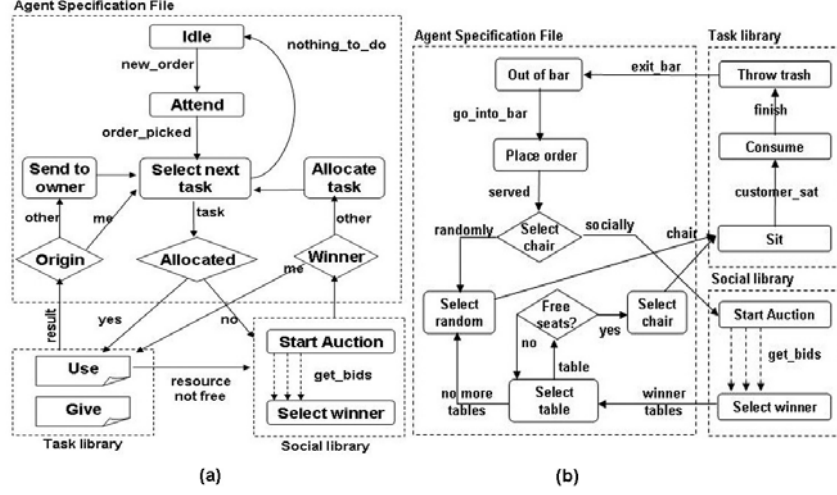 Agent Specification File
Idle
nothing_to_do
new_order
Attend
order_picked
Send to
owner
Select next
task
Allocate
task
other
me
task
other
Origin
Allocated
me
Winner
result
yes
no
Use
resource
not free
Give
Task library
Start Auction
get_bids
Select winner
Social library
(a)
Agent Specification File
Task library
Out of bar
exit_bar
Throw trash
go_into_bar
finish
Place order
Consume
served
customer_sat
randomly
Select
chair
socially
chair
Sit
Social library
Select
random
Free
seats?
yes
Select
chair
Start Auction
no
table
get_bids
no more
tables
Select
table
winner
tables
Select winner
(b)